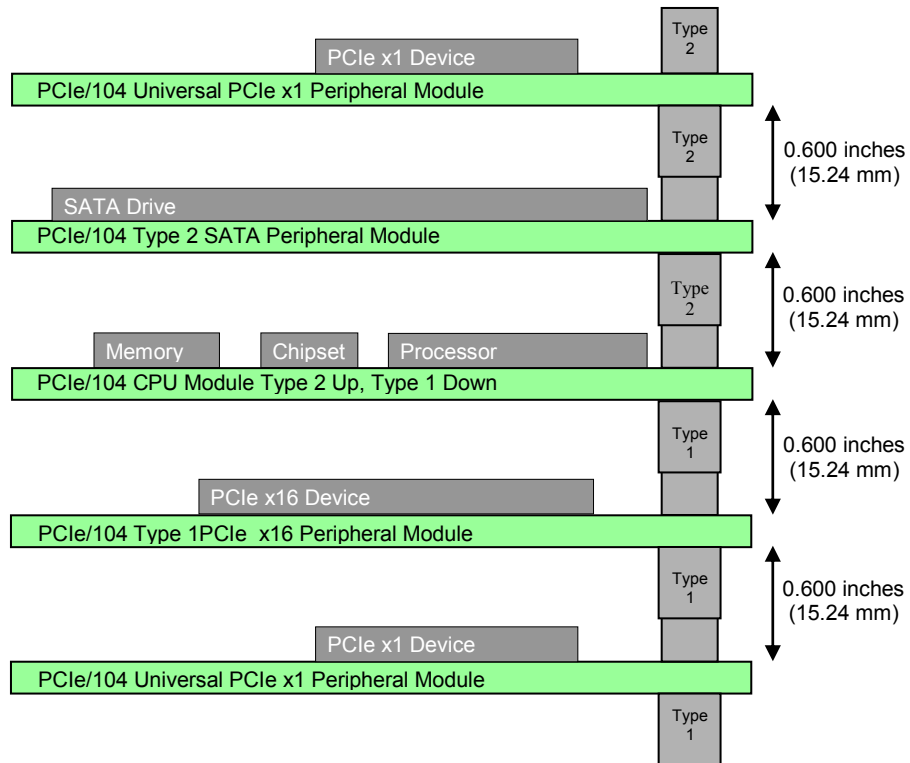 Type
2
PCIe x1 Device
PCIe/104 Universal PCIe x1 Peripheral Module
Type
2
0.600 inches
(15.24 mm)
SATA Drive
PCIe/104 Type 2 SATA Peripheral Module
Type
2
0.600 inches
(15.24 mm)
Memory
Chipset
Processor
PCIe/104 CPU Module Type 2 Up, Type 1 Down
Type
1
0.600 inches
(15.24 mm)
PCIe x16 Device
PCIe/104 Type 1PCIe x16 Peripheral Module
Type
1
0.600 inches
(15.24 mm)
PCIe x1 Device
PCIe/104 Universal PCIe x1 Peripheral Module
Type
1